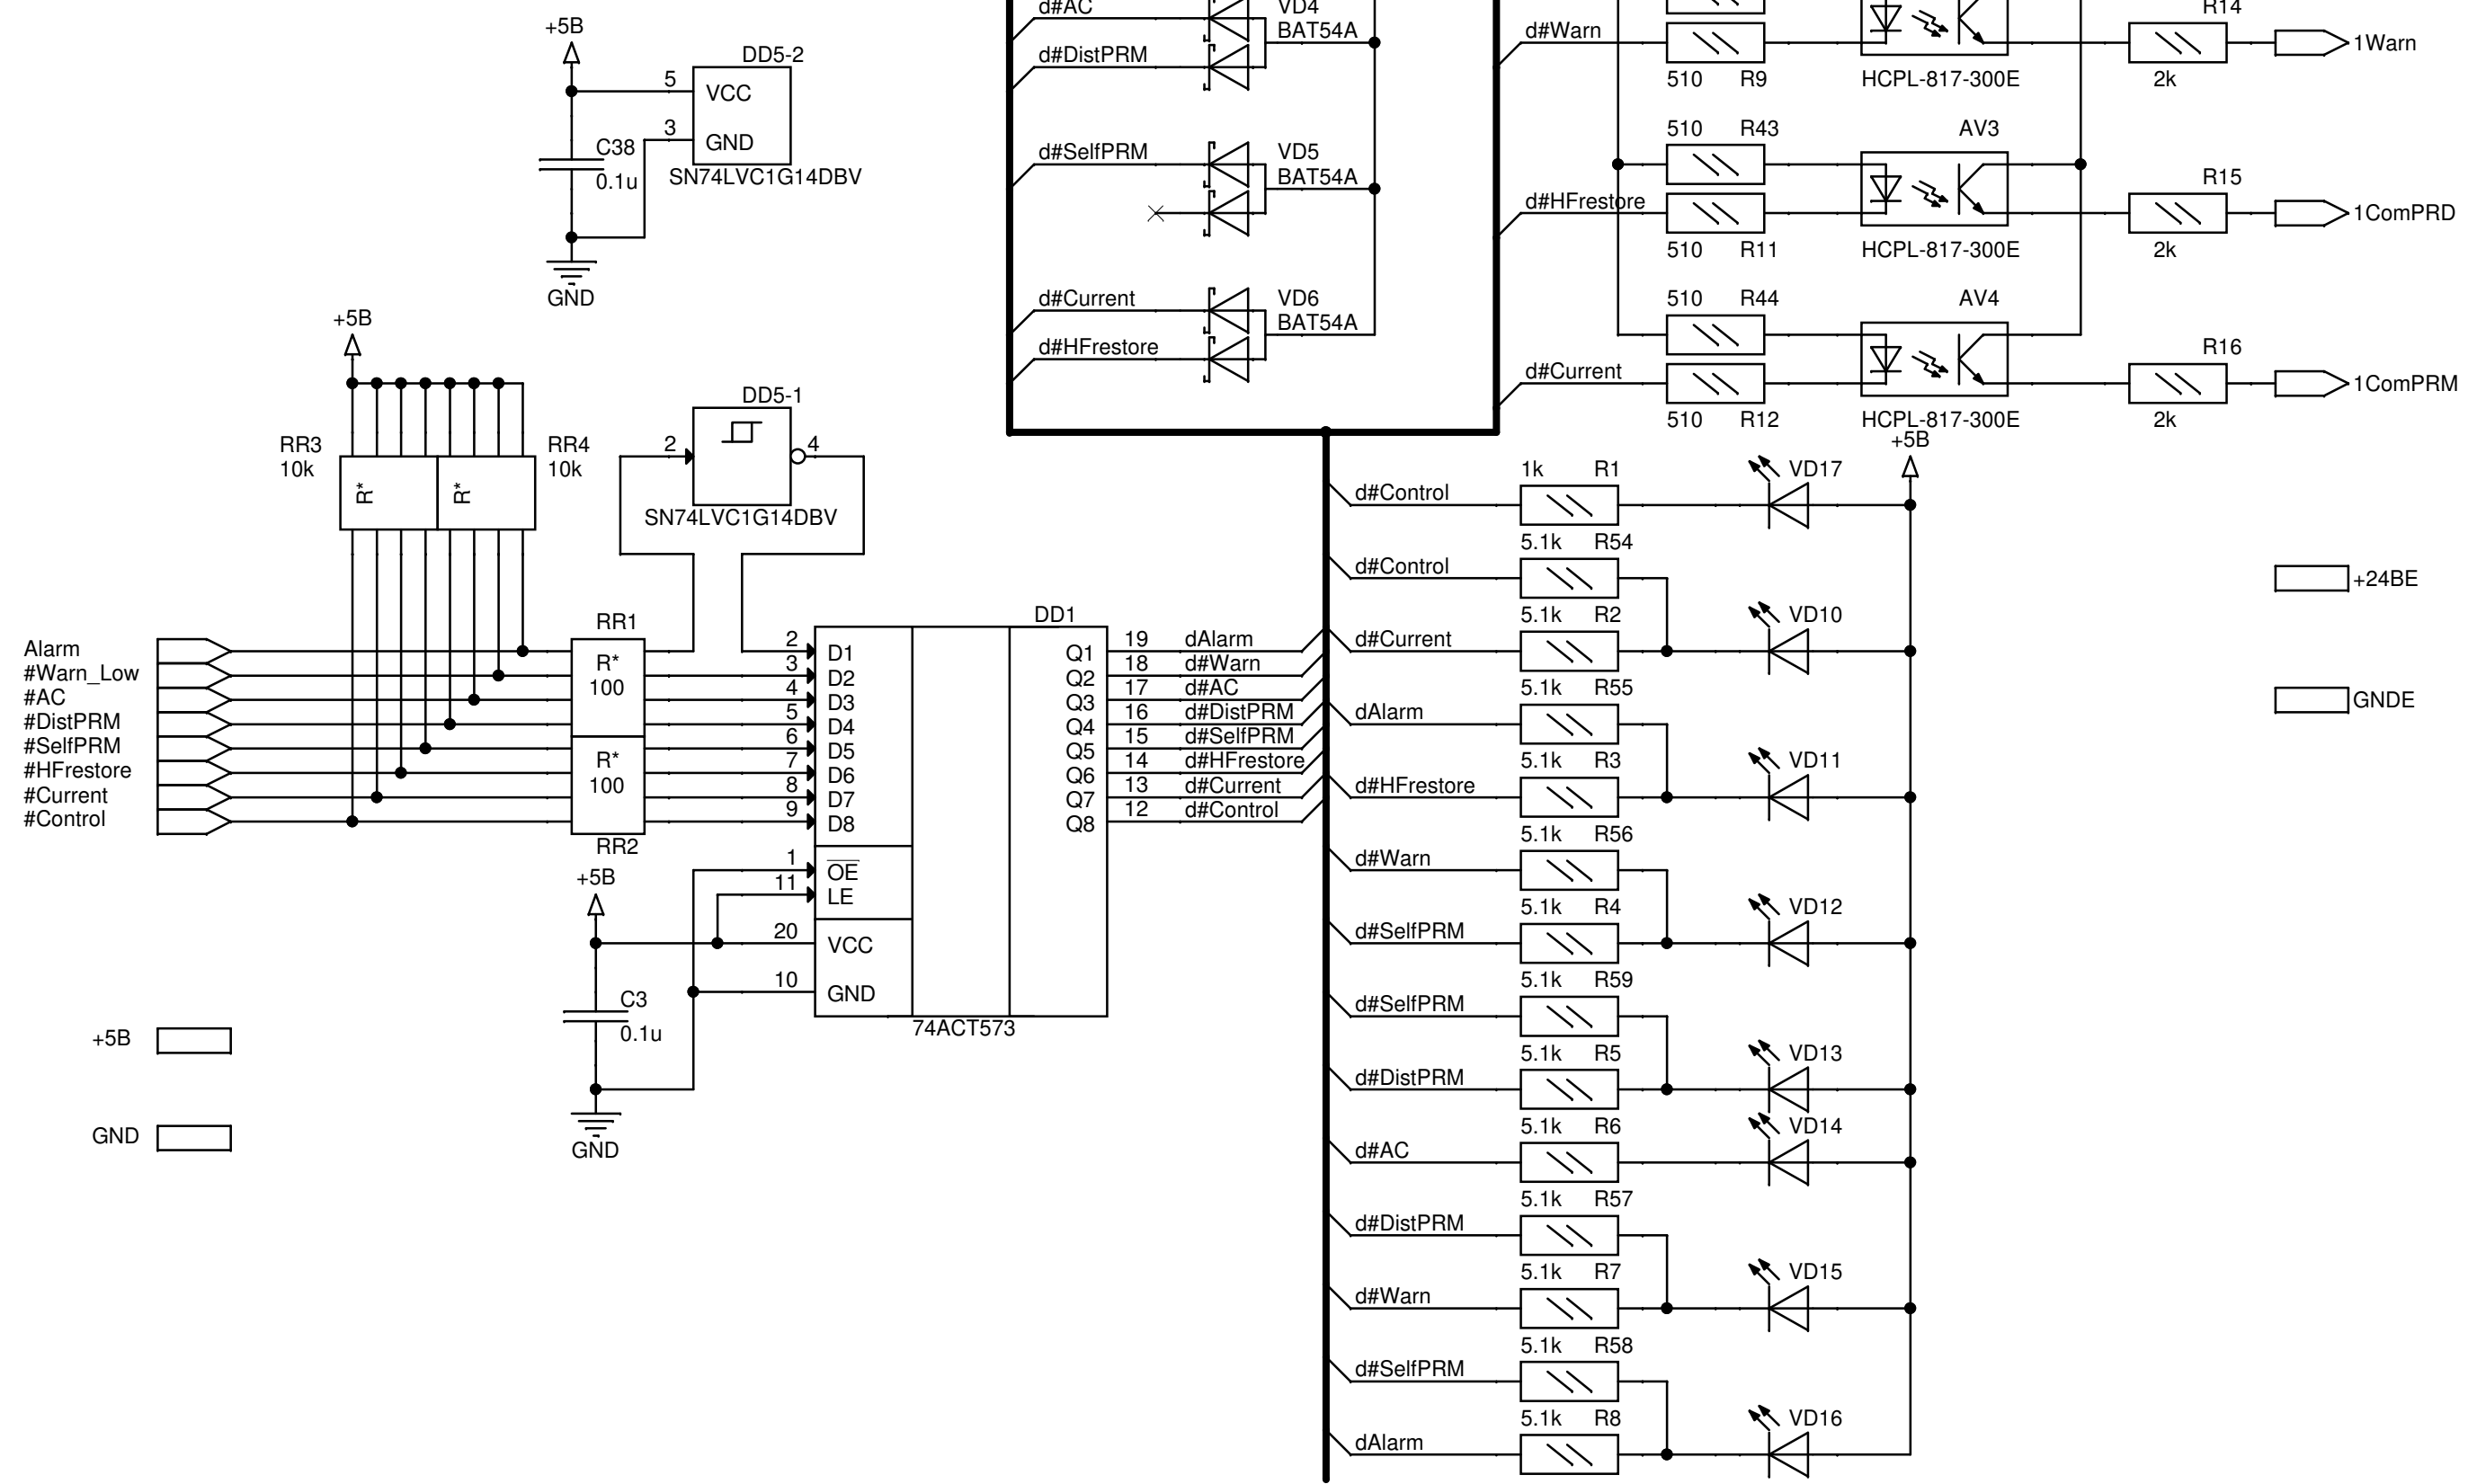 +5B
DD5-2
5
VCC
3
GND
C38
0.1u
SN74LVC1G14DBV
GND
d#AC
VD4
BAT54A
d#DistPRM
d#SelfPRM
VD5
BAT54A
d#Current
VD6
BAT54A
d#HFrestore
R14
d#Warn
1Warn
510 R9
HCPL-817-300E
2k
510 R43
AV3
R15
d#HFrestore
1ComPRD
510 R11
HCPL-817-300E
2k
510 R44
AV4
R16
d#Current
1ComPRM
510 R12
HCPL-817-300E
2k
+5B
+5B
RR3
10k
R*
R*
RR4
10k
DD5-1
2
4
SN74LVC1G14DBV
RR1
R*
100
R*
100
RR2
Alarm
#Warn_Low
#AC
#DistPRM
#SelfPRM
#HFrestore
#Current
#Control
DD1
2 D1 Q1 19 dAlarm
3 D2 Q2 18 d#Warn
4 D3 Q3 17 d#AC
5 D4 Q4 16 d#DistPRM
6 D5 Q5 15 d#SelfPRM
7 D6 Q6 14 d#HFrestore
8 D7 Q7 13 d#Current
9 D8 Q8 12 d#Control
1 OE
11 LE
20 VCC
10 GND
74ACT573
+5B
C3
0.1u
GND
+5B
GND
1k R1 VD17
d#Control
5.1k R54
d#Control
5.1k R2 VD10
d#Current
5.1k R55
dAlarm
5.1k R3 VD11
d#HFrestore
5.1k R56
d#Warn
5.1k R4 VD12
d#SelfPRM
5.1k R59
d#SelfPRM
5.1k R5 VD13
d#DistPRM
5.1k R6 VD14
d#AC
5.1k R57
d#DistPRM
5.1k R7 VD15
d#Warn
5.1k R58
d#SelfPRM
5.1k R8 VD16
dAlarm
+24BE
GNDE